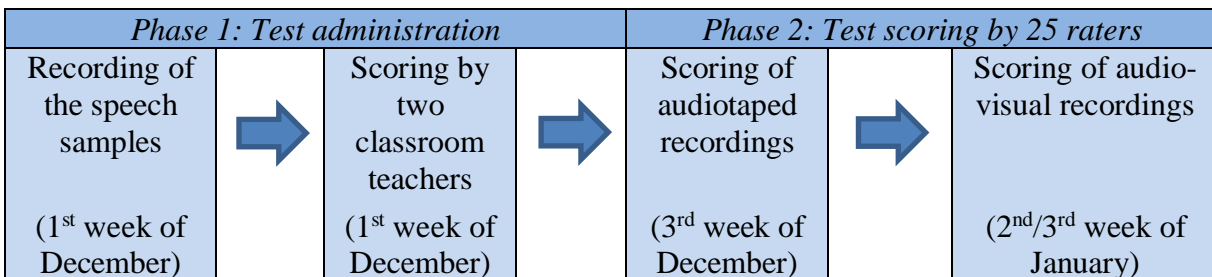 Phase 1: Test administration
Phase 2: Test scoring by 25 raters
Recording of
the speech
samples
(1st week of
December)
Scoring by
two
classroom
teachers
(1st week of
December)
Scoring of
audiotaped
recordings
(3rd week of
December)
Scoring of audio-
visual recordings
(2nd/3rd week of
January)